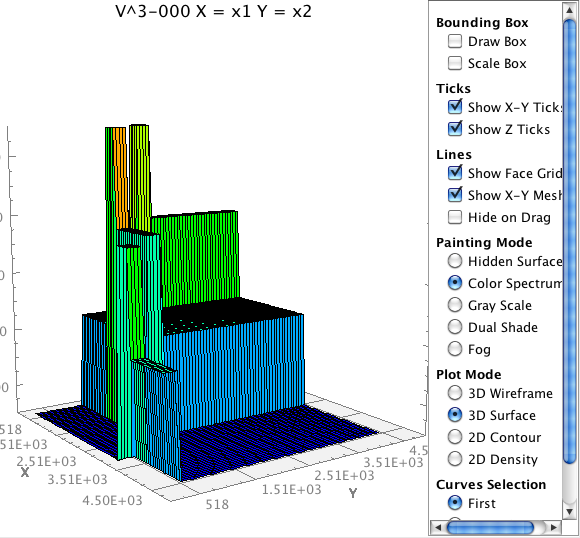 V^3-000 X = x1 Y = x2
Bounding Box
Draw Box
Scale Box
Ticks
Show X-Y Ticks
Show Z Ticks
Lines
Show Face Grid
Show X-Y Mesh
Hide on Drag
Painting Mode
Hidden Surface
Color Spectrum
Gray Scale
Dual Shade
Fog
Plot Mode
3D Wireframe
3D Surface
2D Contour
2D Density
Curves Selection
First
00
518
51E+03
2.51E+03
3.51E+03
4.50E+03
X
518
1.51E+03
2.51E+03
3.51E+03
4.5
Y